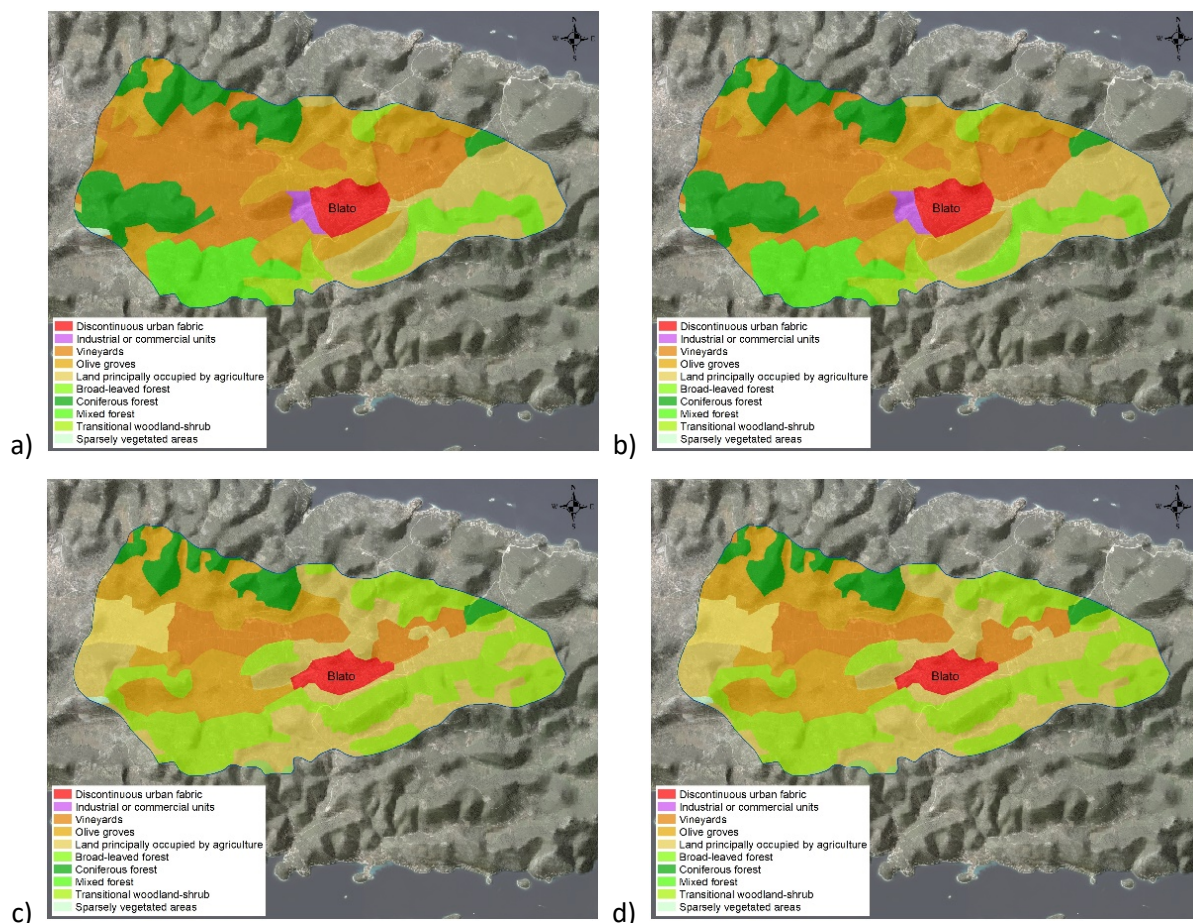 N
W E
S
Blato
Discontinuous urban fabric
Industrial or commercial units
Vineyards
Olive groves
Land principally occupied by agriculture
Broad-leaved forest
Coniferous forest
Mixed forest
Transitional woodland-shrub
Sparsely vegetated areas
a)
N
W E
S
Blato
Discontinuous urban fabric
Industrial or commercial units
Vineyards
Olive groves
Land principally occupied by agriculture
Broad-leaved forest
Coniferous forest
Mixed forest
Transitional woodland-shrub
Sparsely vegetated areas
b)
N
W E
S
Blato
Discontinuous urban fabric
Industrial or commercial units
Vineyards
Olive groves
Land principally occupied by agriculture
Broad-leaved forest
Coniferous forest
Mixed forest
Transitional woodland-shrub
Sparsely vegetated areas
c)
N
W E
S
Blato
Discontinuous urban fabric
Industrial or commercial units
Vineyards
Olive groves
Land principally occupied by agriculture
Broad-leaved forest
Coniferous forest
Mixed forest
Transitional woodland-shrub
Sparsely vegetated areas
d)